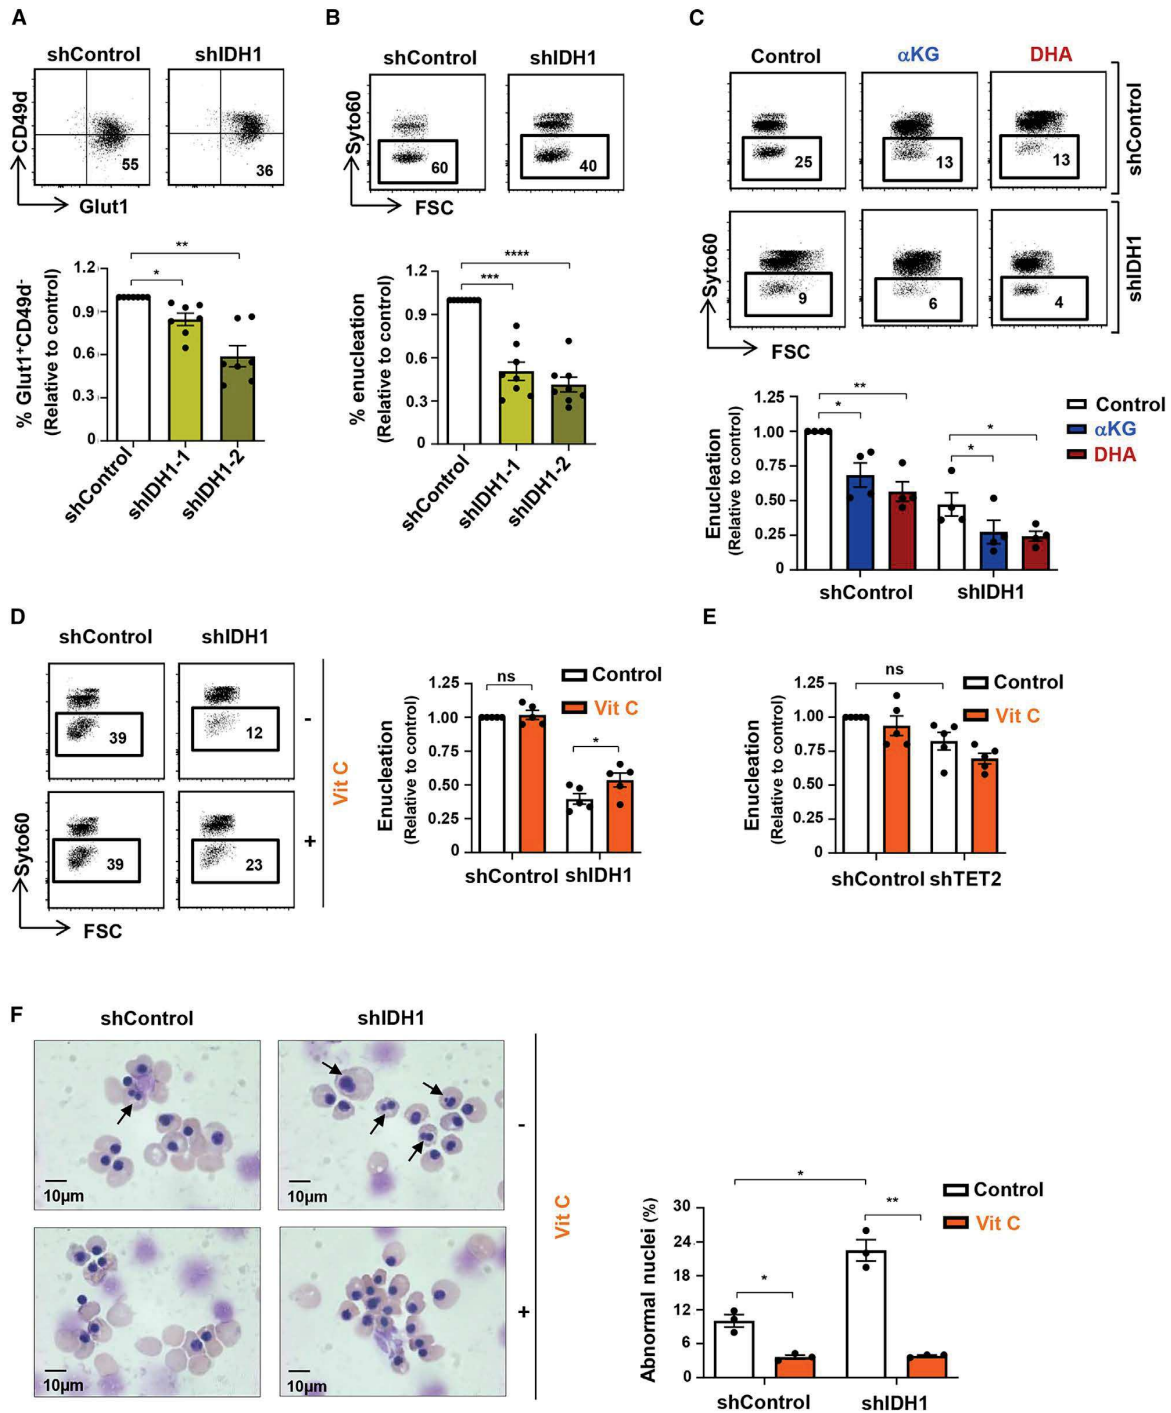 A
shControl shIDH1
CD49d
55 36
Glut1
% Glut1⁺CD49d⁻
(Relative to control)
1.2
0.9
0.6
0.3
0
* **
shControl
shIDH1-1
shIDH1-2
B
shControl shIDH1
Syto60
60 40
FSC
% enucleation
(Relative to control)
1.2
0.9
0.6
0.3
0
*** ****
shControl
shIDH1-1
shIDH1-2
C
Control αKG DHA
25 13 13
shControl
Syto60
9 6 4
shIDH1
FSC
Enucleation
(Relative to control)
1.25
1.00
0.75
0.50
0.25
0
* ** * *
Control
αKG
DHA
shControl shIDH1
D
shControl shIDH1
39 12
-
Vit C
Syto60
39 23
+
FSC
Enucleation
(Relative to control)
1.25
1.00
0.75
0.50
0.25
0
ns *
Control
Vit C
shControl shIDH1
E
Enucleation
(Relative to control)
1.25
1.00
0.75
0.50
0.25
0
ns
Control
Vit C
shControl shTET2
F
shControl shIDH1
10µm 10µm
-
Vit C
10µm 10µm
+
Abnormal nuclei (%)
30
24
18
12
6
0
* * **
Control
Vit C
shControl shIDH1